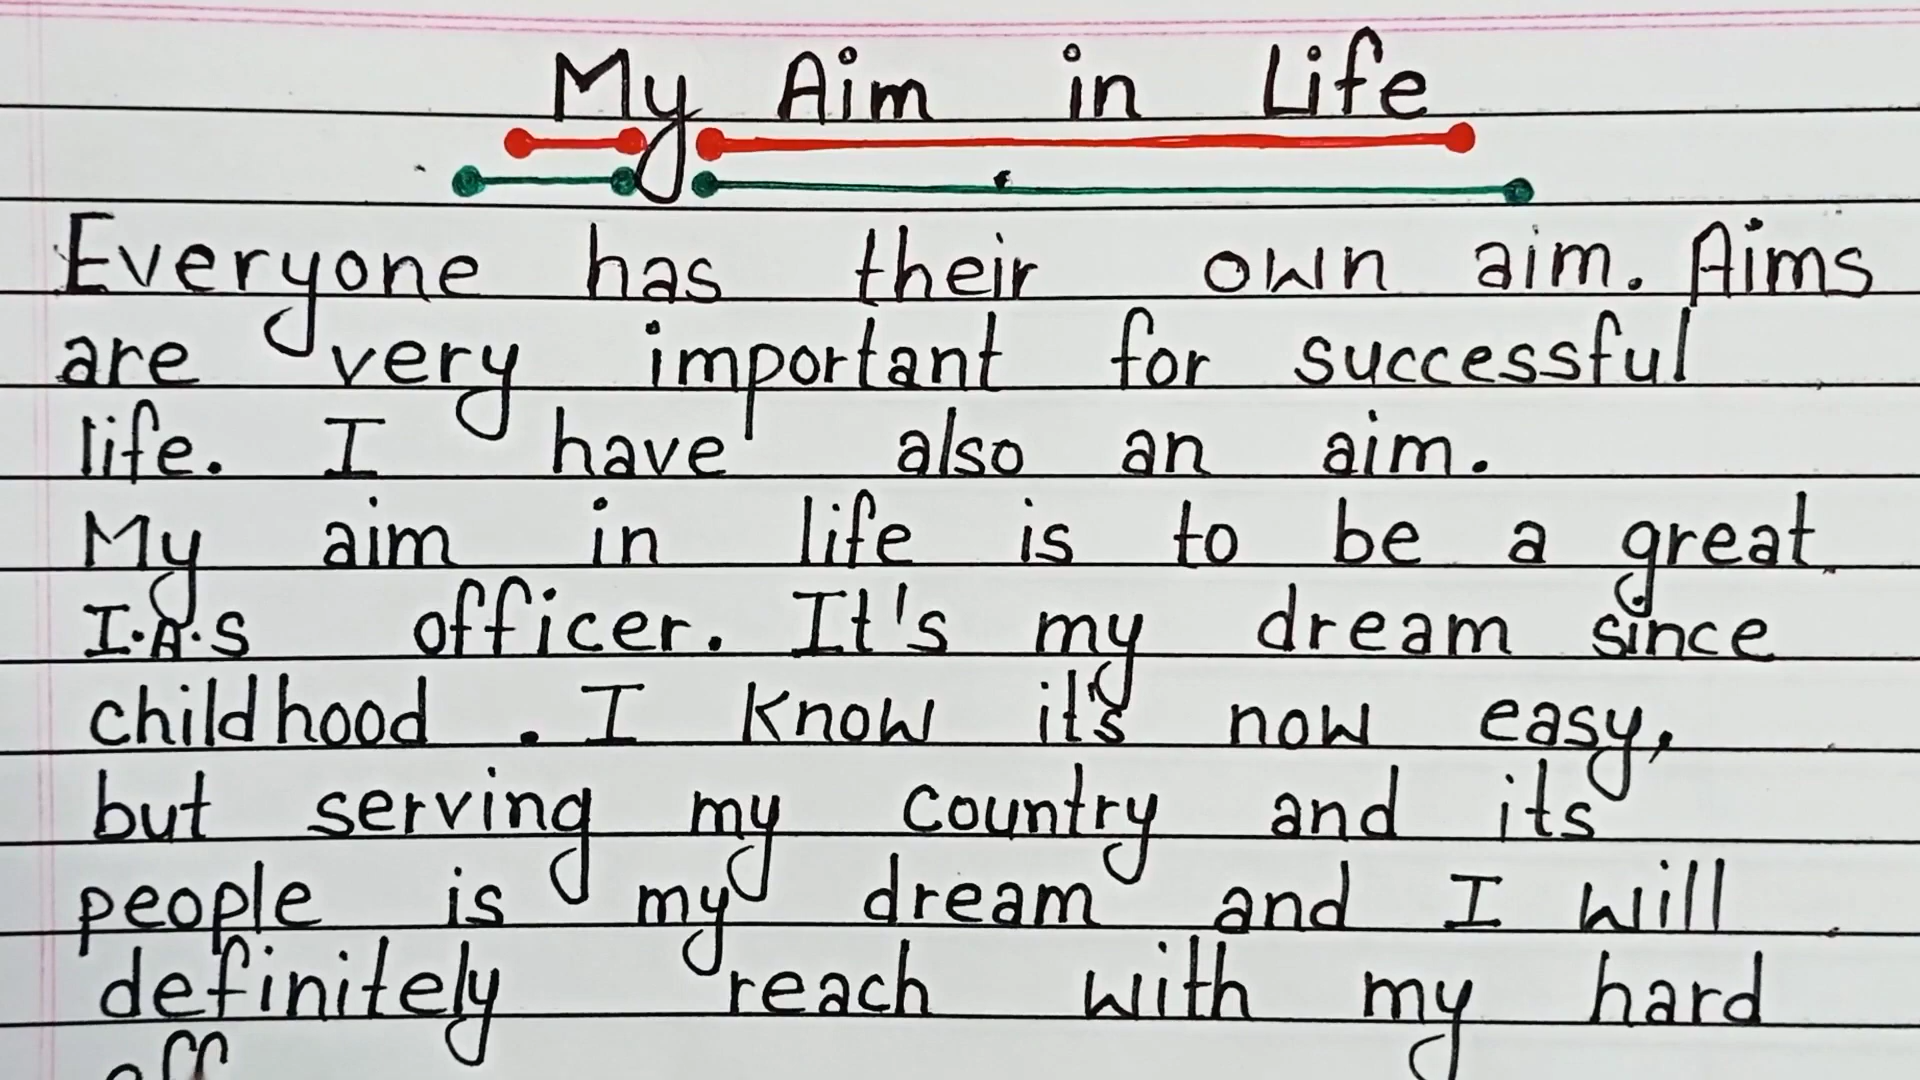 My Aim in Life
Everyone has their own aim. Aims
are very important for successful
life. I have also an aim.
My aim in life is to be a great
I.A.S officer. It's my dream since
childhood. I know it's now easy,
but serving my country and its
people is my dream and I will
definitely reach with my hard